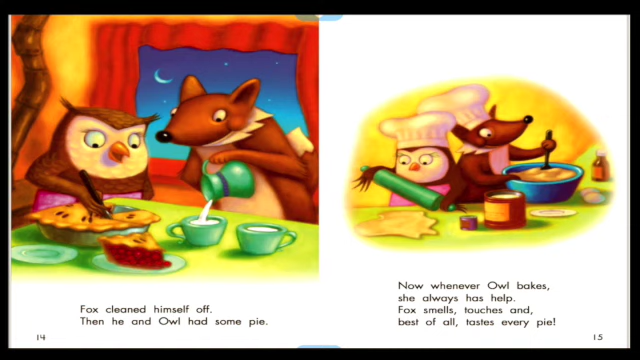 Fox cleaned himself off.
Then he and Owl had some pie.
14
Now whenever Owl bakes,
she always has help.
Fox smells, touches and,
best of all, tastes every pie!
15